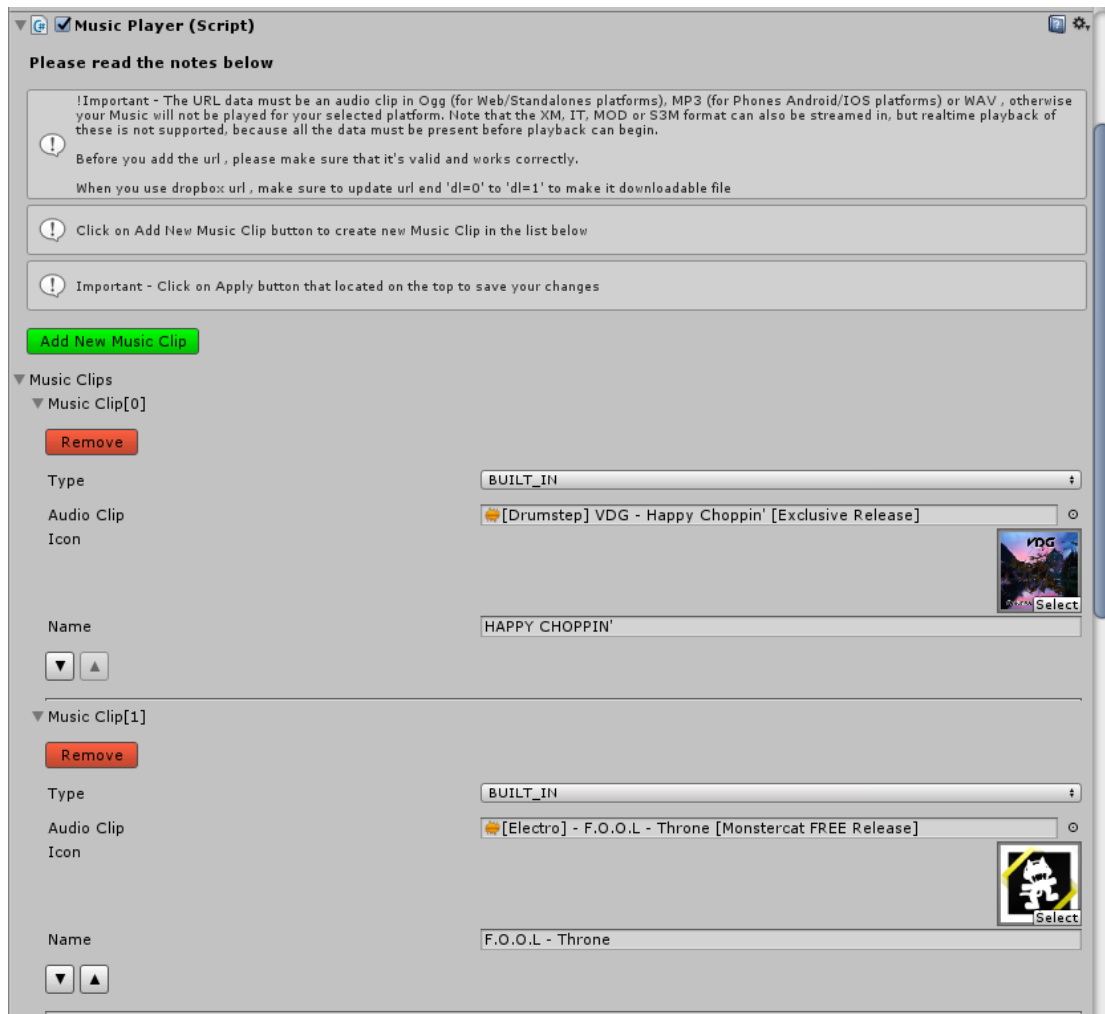 Music Player (Script)
Please read the notes below
!Important - The URL data must be an audio clip in Ogg (for Web/Standalones platforms), MP3 (for Phones Android/IOS platforms) or WAV , otherwise
your Music will not be played for your selected platform. Note that the XM, IT, MOD or S3M format can also be streamed in, but realtime playback of
these is not supported, because all the data must be present before playback can begin.
Before you add the url , please make sure that it's valid and works correctly.
When you use dropbox url , make sure to update url end 'dl=0' to 'dl=1' to make it downloadable file
Click on Add New Music Clip button to create new Music Clip in the list below
Important - Click on Apply button that located on the top to save your changes
Add New Music Clip
Music Clips
Music Clip[0]
Remove
Type BUILT_IN
Audio Clip [Drumstep] VDG - Happy Choppin' [Exclusive Release]
Icon
VDG
Select
Name HAPPY CHOPPIN'
Music Clip[1]
Remove
Type BUILT_IN
Audio Clip [Electro] - F.O.O.L - Throne [Monstercat FREE Release]
Icon
Select
Name F.O.O.L - Throne